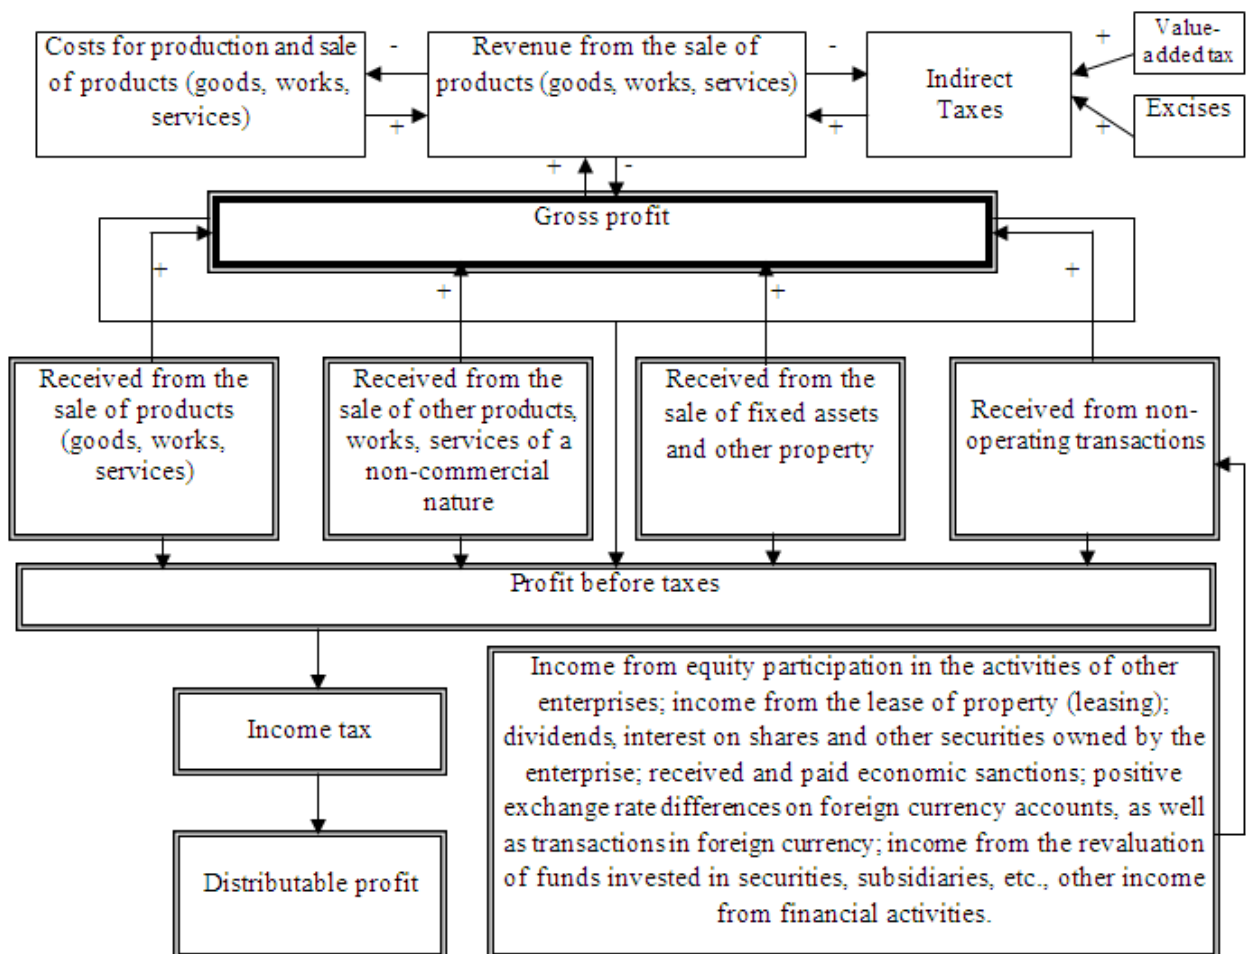 Costs for production and sale
of products (goods, works,
services)
-
+
Revenue from the sale of
products (goods, works, services)
-
+
Indirect
Taxes
+
Value-
added tax
+
Excises
+
-
Gross profit
+
+
+
+
Received from the
sale of products
(goods, works,
services)
Received from the
sale of other products,
works, services of a
non-commercial
nature
Received from the
sale of fixed assets
and other property
Received from non-
operating transactions
Profit before taxes
Income tax
Distributable profit
Income from equity participation in the activities of other
enterprises; income from the lease of property (leasing);
dividends, interest on shares and other securities owned by the
enterprise; received and paid economic sanctions; positive
exchange rate differences on foreign currency accounts, as well
as transactions in foreign currency; income from the revaluation
of funds invested in securities, subsidiaries, etc., other income
from financial activities.